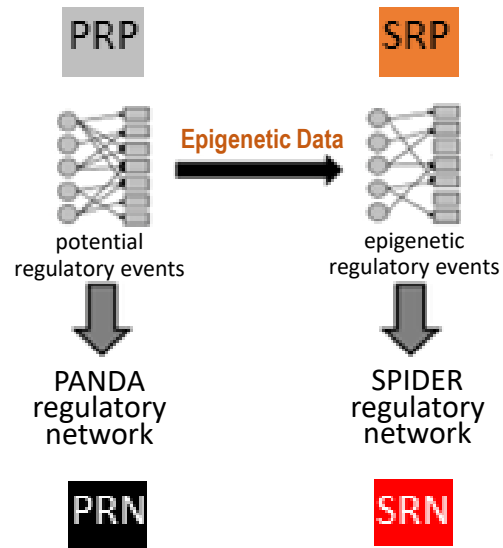 PRP
SRP
Epigenetic Data
potential
regulatory events
epigenetic
regulatory events
PANDA
regulatory
network
SPIDER
regulatory
network
PRN
SRN